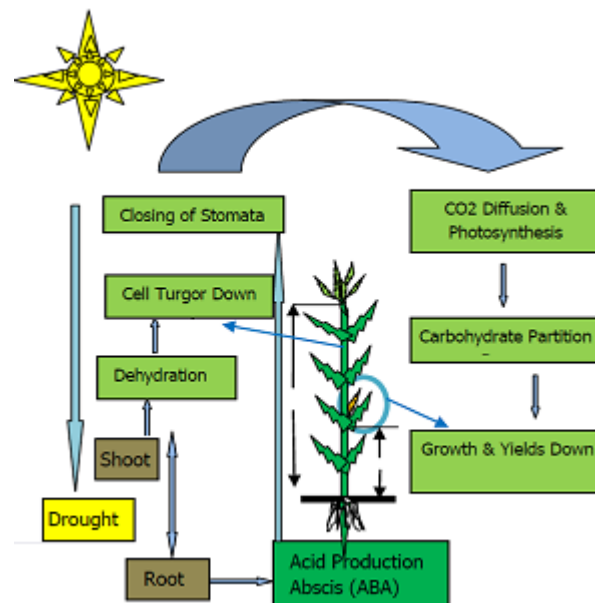 Closing of Stomata
CO2 Diffusion &
Photosynthesis
Cell Turgor Down
Carbohydrate Partition
Dehydration
Shoot
Growth & Yields Down
Drought
Root
Acid Production
Abscis (ABA)